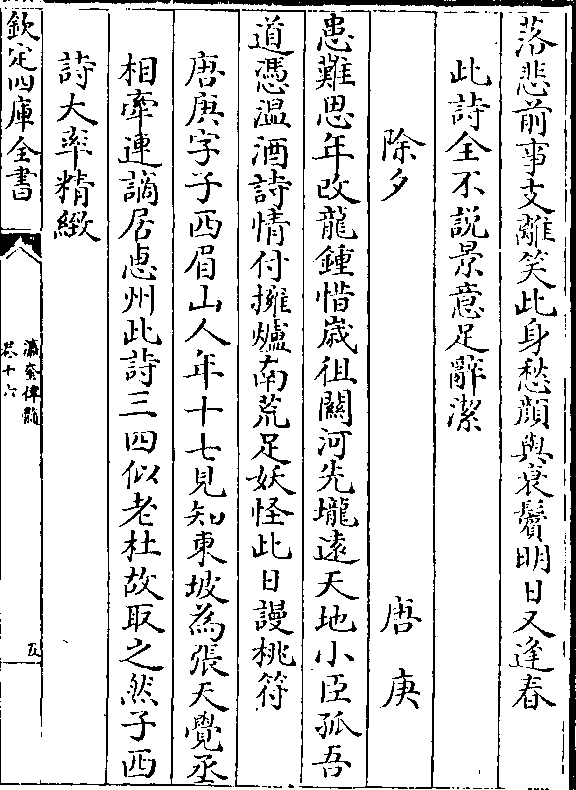 落悲前事支離笑此身愁顔與衰鬢明日又逢春
此詩全不説景意足辭潔
除夕 唐庚
患難思年改龍鍾惜歳徂關河先壠遠天地小臣孤吾
道憑温酒詩情付擁爐南荒足妖怪此日謾桃符
唐庚字子西眉山人年十七見知東坡為張天覺丞
相牽連謫居惠州此詩三四似老杜故取之然子西
詩大率精緻
欽定四庫全書
瀛奎律髓
卷十六
五